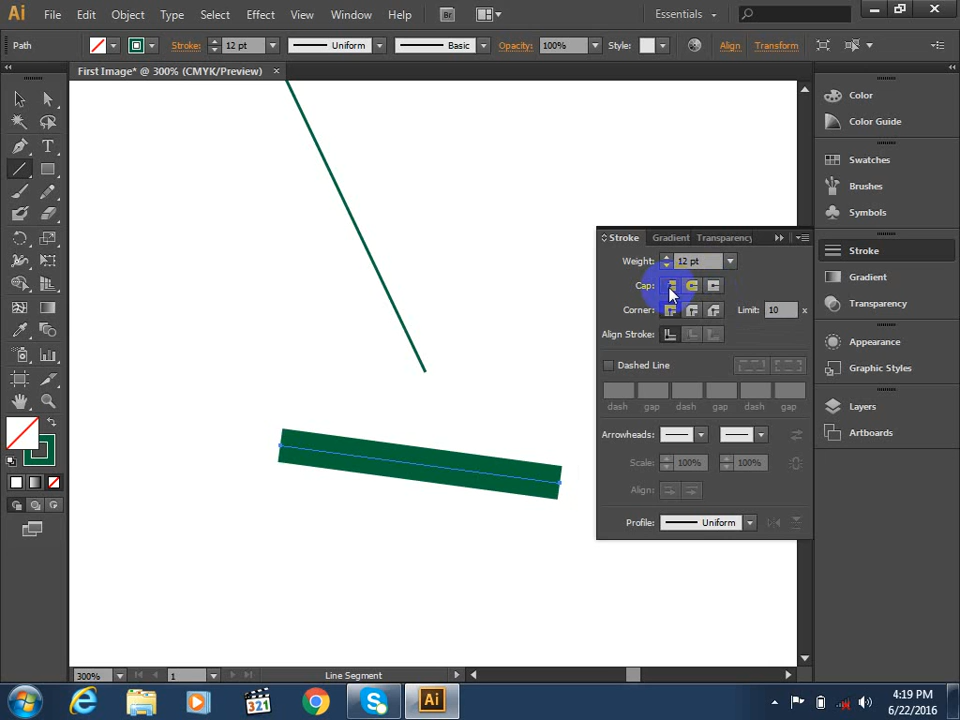 Ai File Edit Object Type Select Effect View Window Help Br Essentials
Path Stroke: 12 pt Uniform Basic Opacity: 100% Style: Align Transform
First Image* @ 300% (CMYK/Preview) ×
Color
Color Guide
Swatches
Brushes
Symbols
Stroke
Gradient
Transparency
Appearance
Graphic Styles
Layers
Artboards
Stroke Gradient Transparency
Weight: 12 pt
Cap:
Corner: Limit: 10 x
Align Stroke:
Dashed Line
dash gap dash gap dash gap
Arrowheads:
Scale: 100% 100%
Align:
Profile: Uniform
300% 1 Line Segment
321 Ai 4:19 PM
6/22/2016